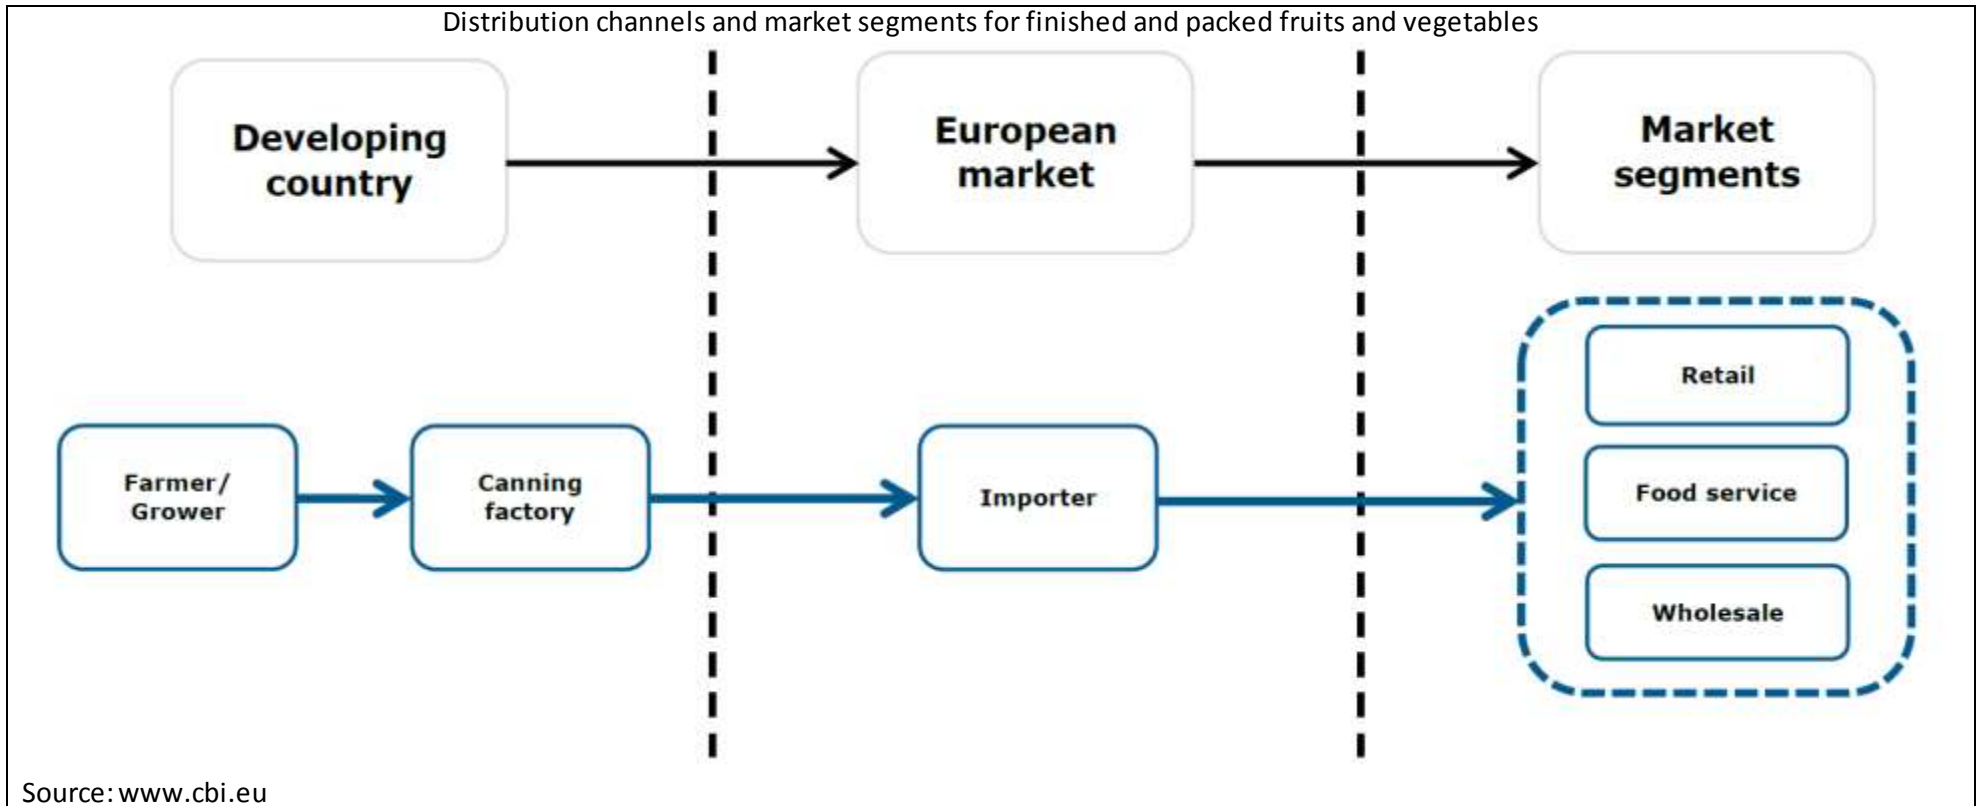 Distribution channels and market segments for finished and packed fruits and vegetables
Developing
country
European
market
Market
segments
Farmer/
Grower
Canning
factory
Importer
Retail
Food service
Wholesale
Source: www.cbi.eu